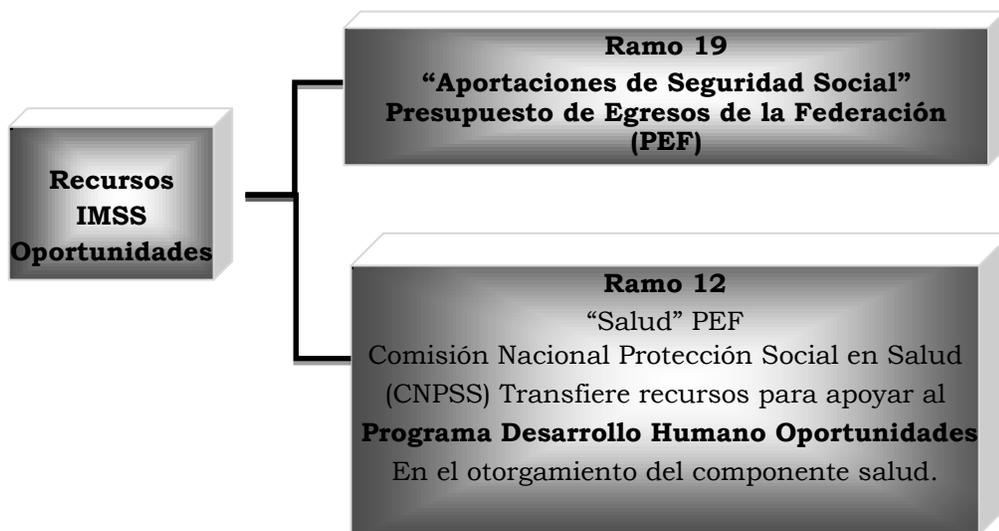 Recursos
IMSS
Oportunidades
Ramo 19
“Aportaciones de Seguridad Social”
Presupuesto de Egresos de la Federación
(PEF)
Ramo 12
“Salud” PEF
Comisión Nacional Protección Social en Salud
(CNPSS) Transfiere recursos para apoyar al
Programa Desarrollo Humano Oportunidades
En el otorgamiento del componente salud.